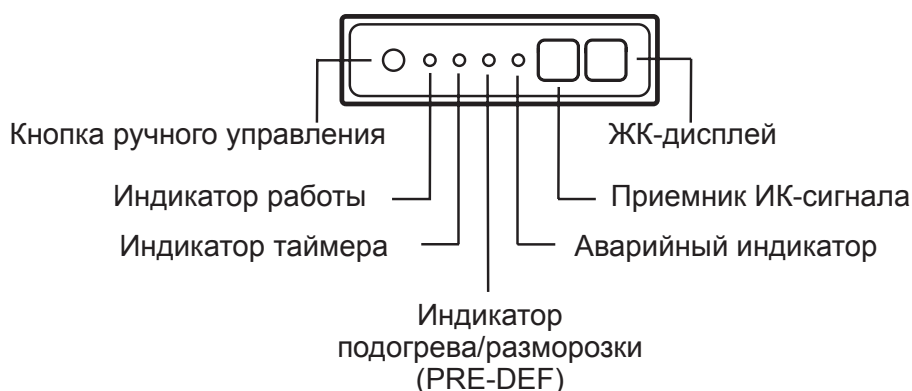 Кнопка ручного управления
ЖК-дисплей
Индикатор работы
Приемник ИК-сигнала
Индикатор таймера
Аварийный индикатор
Индикатор
подогрева/разморозки
(PRE-DEF)